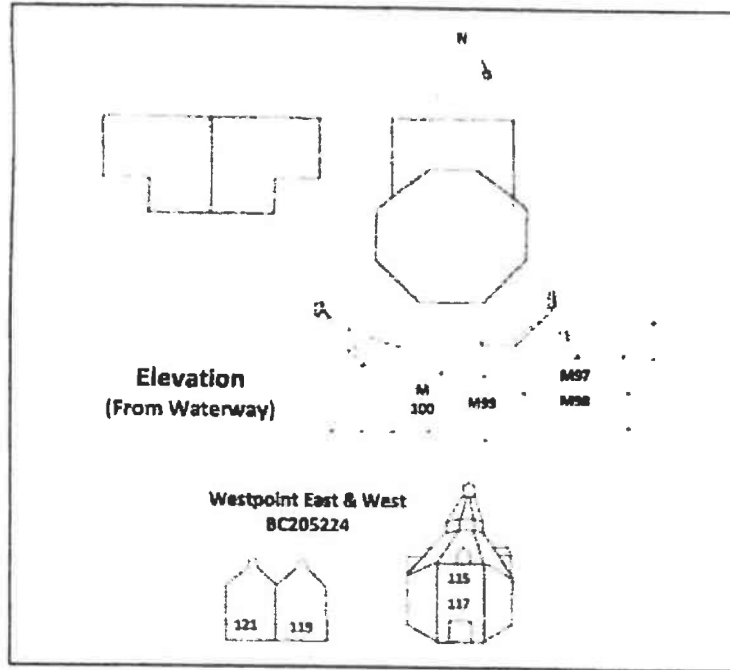 N
Elevation
(From Waterway)
M97
M
100
M99
M98
Westpoint East & West
BC205224
115
117
121
119